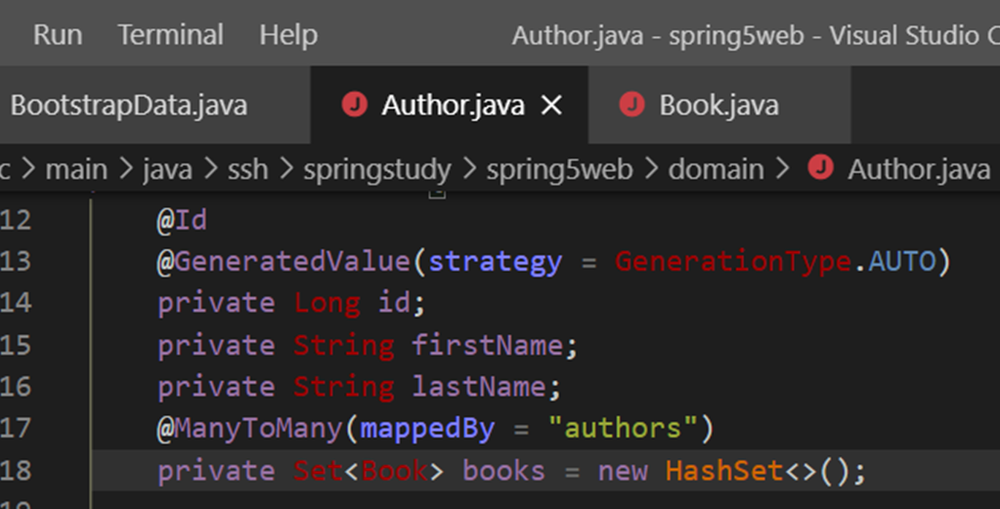 Run Terminal Help Author.java - spring5web - Visual Studio C
BootstrapData.java J Author.java × J Book.java
c > main > java > ssh > springstudy > spring5web > domain > J Author.java
12 @Id
13 @GeneratedValue(strategy = GenerationType.AUTO)
14 private Long id;
15 private String firstName;
16 private String lastName;
17 @ManyToMany(mappedBy = "authors")
18 private Set<Book> books = new HashSet<>();